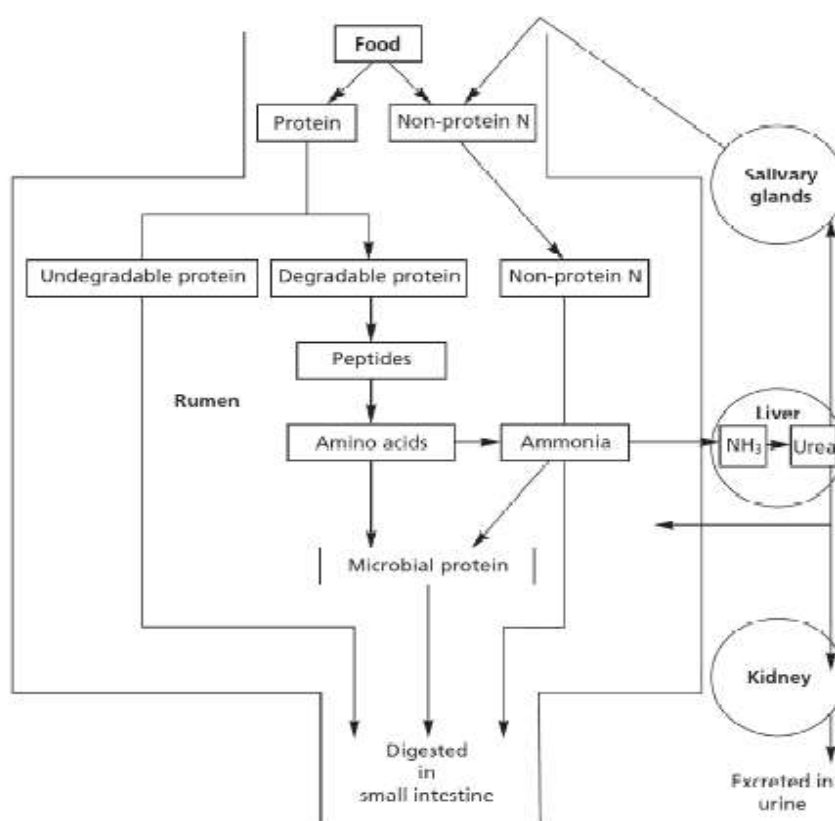 Food
Protein
Non-protein N
Salivary
glands
Undegradable protein
Degradable protein
Non-protein N
Peptides
Rumen
Liver
Amino acids
Ammonia
NH₃
Urea
Microbial protein
Kidney
Digested
in
small intestine
Excreted in
urine